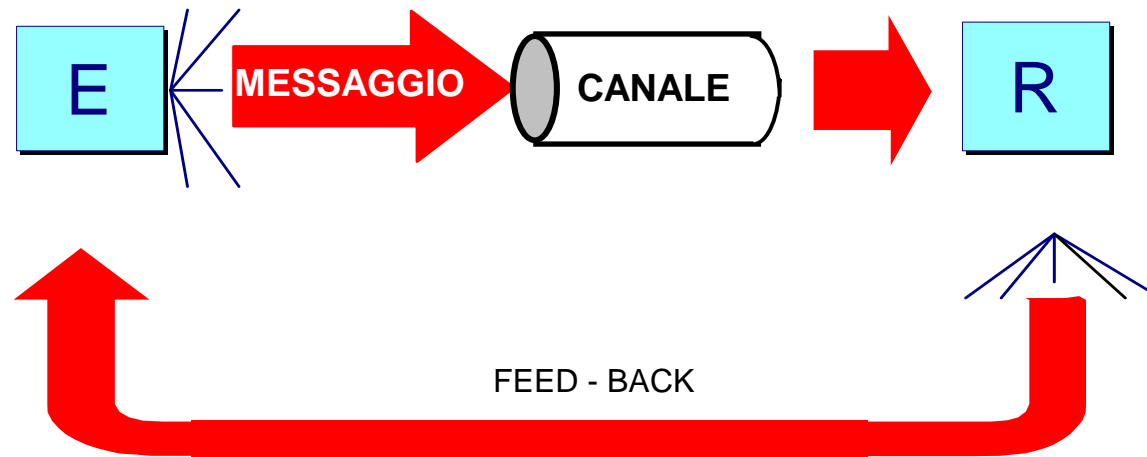 E
MESSAGGIO
CANALE
R
FEED - BACK